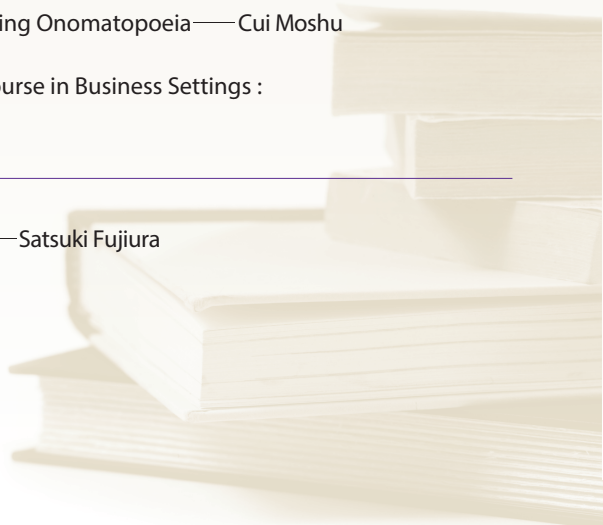 ing Onomatopoeia——Cui Moshu
urse in Business Settings :
—Satsuki Fujiura